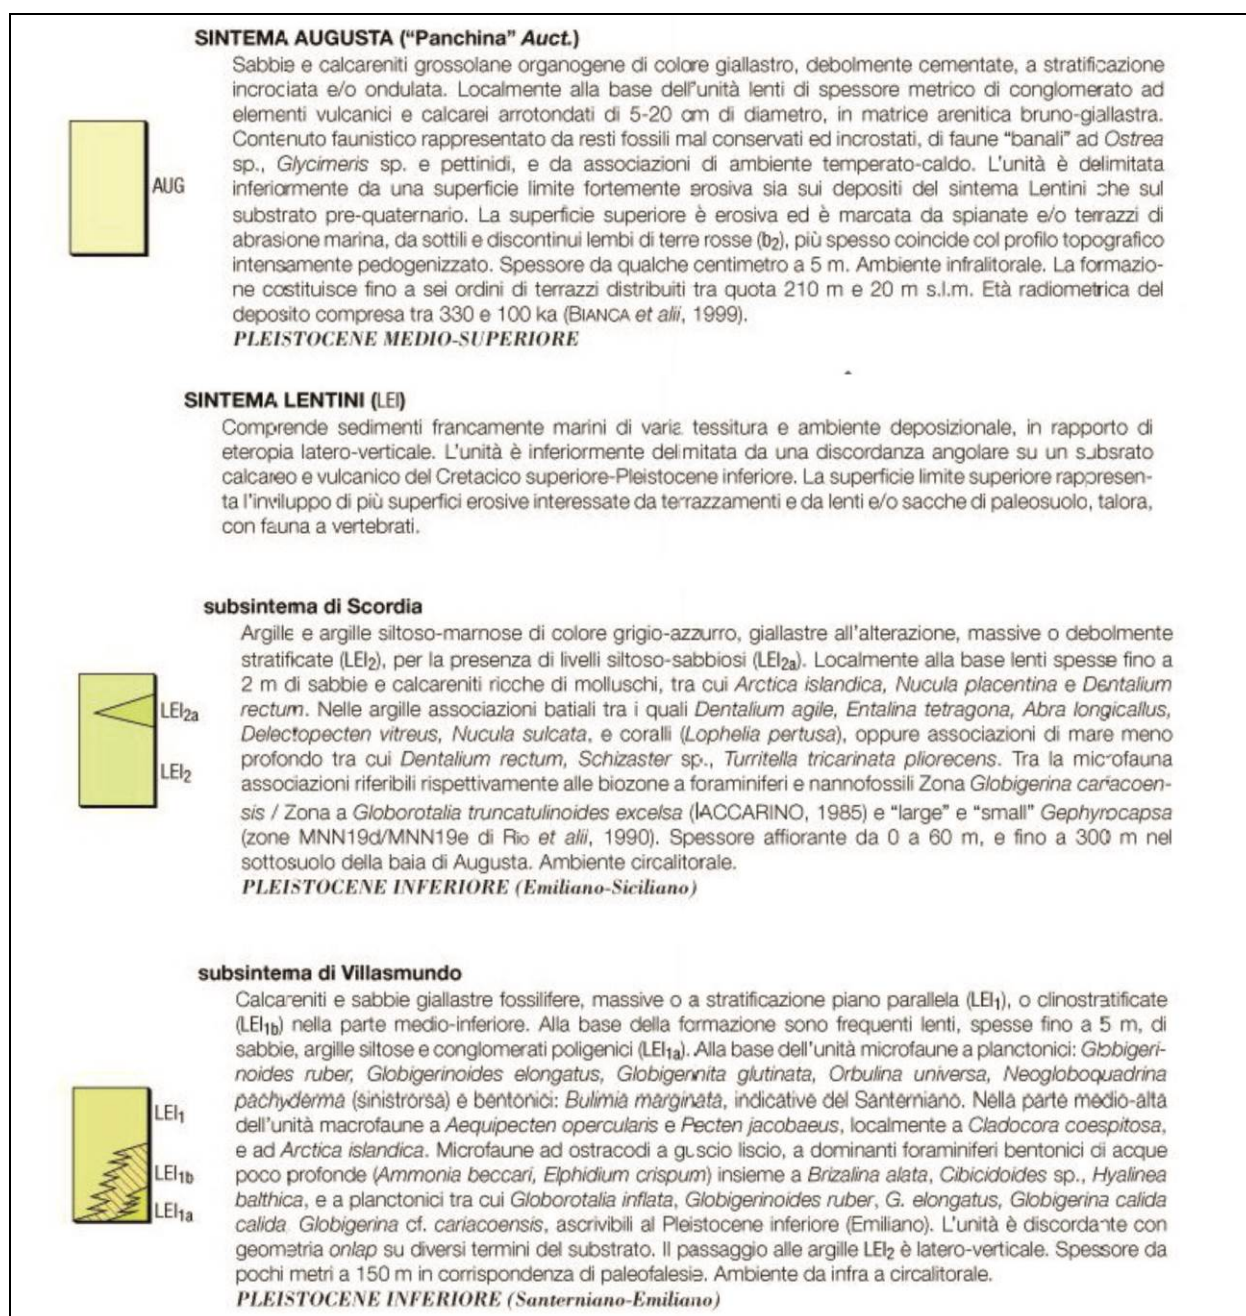 SINTEMA AUGUSTA (“Panchina” Auct.)
Sabbie e calcareniti grossolane organogene di colore giallastro, debolmente cementate, a stratificazione
incrociata e/o ondulata. Localmente alla base dell'unità lenti di spessore metrico di conglomerato ad
elementi vulcanici e calcarei arrotondati di 5-20 cm di diametro, in matrice arenitica bruno-giallastra.
Contenuto faunistico rappresentato da resti fossili mal conservati ed incrostati, di faune “banali” ad Ostrea
sp., Glycimeris sp. e pettinidi, e da associazioni di ambiente temperato-caldo. L'unità è delimitata
inferiormente da una superficie limite fortemente erosiva sia sui depositi del sintema Lentini che sul
substrato pre-quaternario. La superficie superiore è erosiva ed è marcata da spianate e/o terrazzi di
abrasione marina, da sottili e discontinui lembi di terre rosse (b2), più spesso coincide col profilo topografico
intensamente pedogenizzato. Spessore da qualche centimetro a 5 m. Ambiente infralitorale. La formazio-
ne costituisce fino a sei ordini di terrazzi distribuiti tra quota 210 m e 20 m s.l.m. Età radiometrica del
deposito compresa tra 330 e 100 ka (BIANCA et alii, 1999).
PLEISTOCENE MEDIO-SUPERIORE
AUG
SINTEMA LENTINI (LEI)
Comprende sedimenti francamente marini di varia tessitura e ambiente deposizionale, in rapporto di
eteropia latero-verticale. L'unità è inferiormente delimitata da una discordanza angolare su un subsrato
calcareo e vulcanico del Cretacico superiore-Pleistocene inferiore. La superficie limite superiore rappresen-
ta l'inviluppo di più superfici erosive interessate da terrazzamenti e da lenti e/o sacche di paleosuolo, talora,
con fauna a vertebrati.
subsintema di Scordia
Argille e argille siltoso-marnose di colore grigio-azzurro, giallastre all'alterazione, massive o debolmente
stratificate (LEI2), per la presenza di livelli siltoso-sabbiosi (LEI2a). Localmente alla base lenti spesse fino a
2 m di sabbie e calcareniti ricche di molluschi, tra cui Arctica islandica, Nucula placentina e Dentalium
rectum. Nelle argille associazioni batiali tra i quali Dentalium agile, Entalina tetragona, Abra longicallus,
Delectopecten vitreus, Nucula sulcata, e coralli (Lophelia pertusa), oppure associazioni di mare meno
profondo tra cui Dentalium rectum, Schizaster sp., Turritella tricarinata pliorecens. Tra la microfauna
associazioni riferibili rispettivamente alle biozone a foraminiferi e nannofossili Zona Globigerina cariacoen-
sis / Zona a Globorotalia truncatulinoides excelsa (IACCARINO, 1985) e “large” e “small” Gephyrocapsa
(zone MNN19d/MNN19e di Rio et alii, 1990). Spessore affiorante da 0 a 60 m, e fino a 300 m nel
sottosuolo della baia di Augusta. Ambiente circalitorale.
PLEISTOCENE INFERIORE (Emiliano-Siciliano)
LEI2a
LEI2
subsintema di Villasmundo
Calcareniti e sabbie giallastre fossilifere, massive o a stratificazione piano parallela (LEI1), o clinostratificate
(LEI1b) nella parte medio-inferiore. Alla base della formazione sono frequenti lenti, spesse fino a 5 m, di
sabbie, argille siltose e conglomerati poligenici (LEI1a). Alla base dell'unità microfaune a planctonici: Globigeri-
noides ruber, Globigerinoides elongatus, Globigerinita glutinata, Orbulina universa, Neogloboquadrina
pachyderma (sinistrorsa) e bentonici: Bulimia marginata, indicative del Santerniano. Nella parte medio-alta
dell'unità macrofaune a Aequipecten opercularis e Pecten jacobaeus, localmente a Cladocora coespitosa,
e ad Arctica islandica. Microfaune ad ostracodi a guscio liscio, a dominanti foraminiferi bentonici di acque
poco profonde (Ammonia beccari, Elphidium crispum) insieme a Brizalina alata, Cibicidoides sp., Hyalinea
balthica, e a planctonici tra cui Globorotalia inflata, Globigerinoides ruber, G. elongatus, Globigerina calida
calida, Globigerina cf. cariacoensis, ascrivibili al Pleistocene inferiore (Emiliano). L'unità è discordante con
geometria onlap su diversi termini del substrato. Il passaggio alle argille LEI2 è latero-verticale. Spessore da
pochi metri a 150 m in corrispondenza di paleofalesie. Ambiente da infra a circalitorale.
PLEISTOCENE INFERIORE (Santerniano-Emiliano)
LEI1
LEI1b
LEI1a